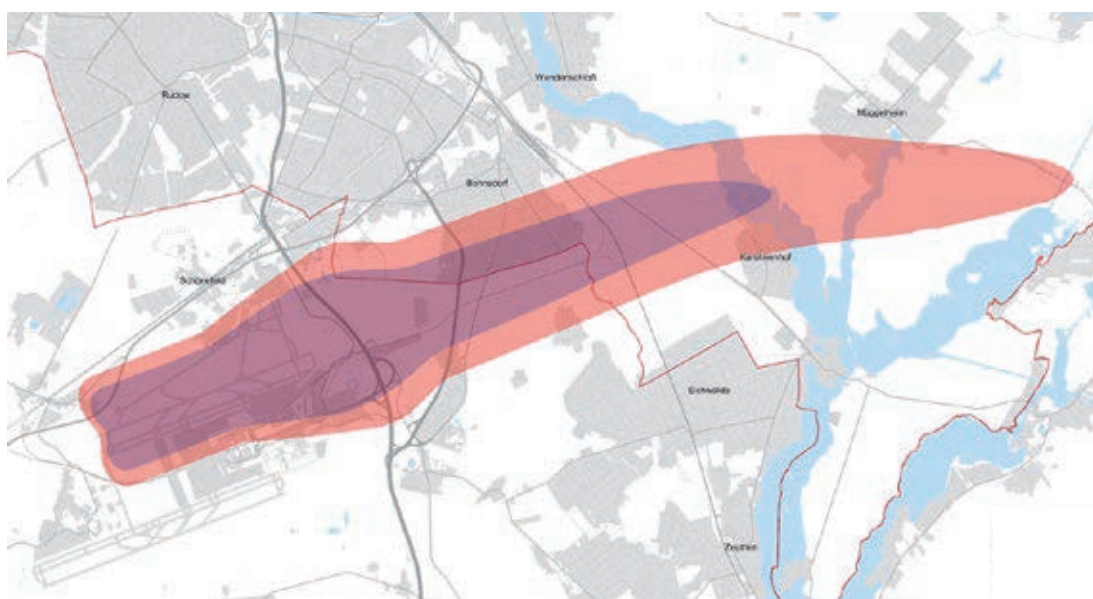 Wendenschloß
Rudow
Müggelheim
Bohnsdorf
Karolinenhof
Schönefeld
Eichwalde
Zeuthen